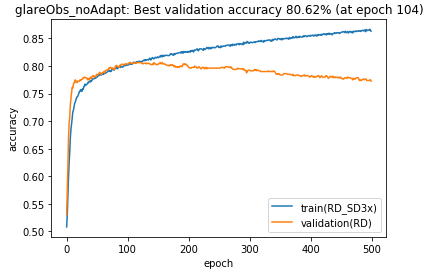 glareObs_noAdapt: Best validation accuracy 80.62% (at epoch 104)
accuracy
0.85
0.80
0.75
0.70
0.65
0.60
0.55
0.50
0
100
200
300
400
500
epoch
train(RD_SD3x)
validation(RD)